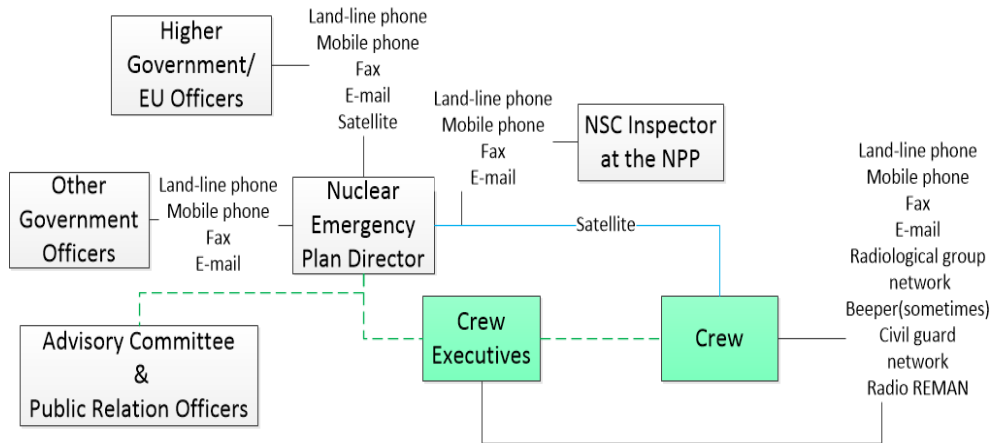 Higher
Government/
EU Officers
Land-line phone
Mobile phone
Fax
E-mail
Satellite
Land-line phone
Mobile phone
Fax
E-mail
NSC Inspector
at the NPP
Other
Government
Officers
Land-line phone
Mobile phone
Fax
E-mail
Nuclear
Emergency
Plan Director
Satellite
Land-line phone
Mobile phone
Fax
E-mail
Radiological group
network
Beeper(sometimes)
Civil guard
network
Radio REMAN
Advisory Committee
&
Public Relation Officers
Crew
Executives
Crew